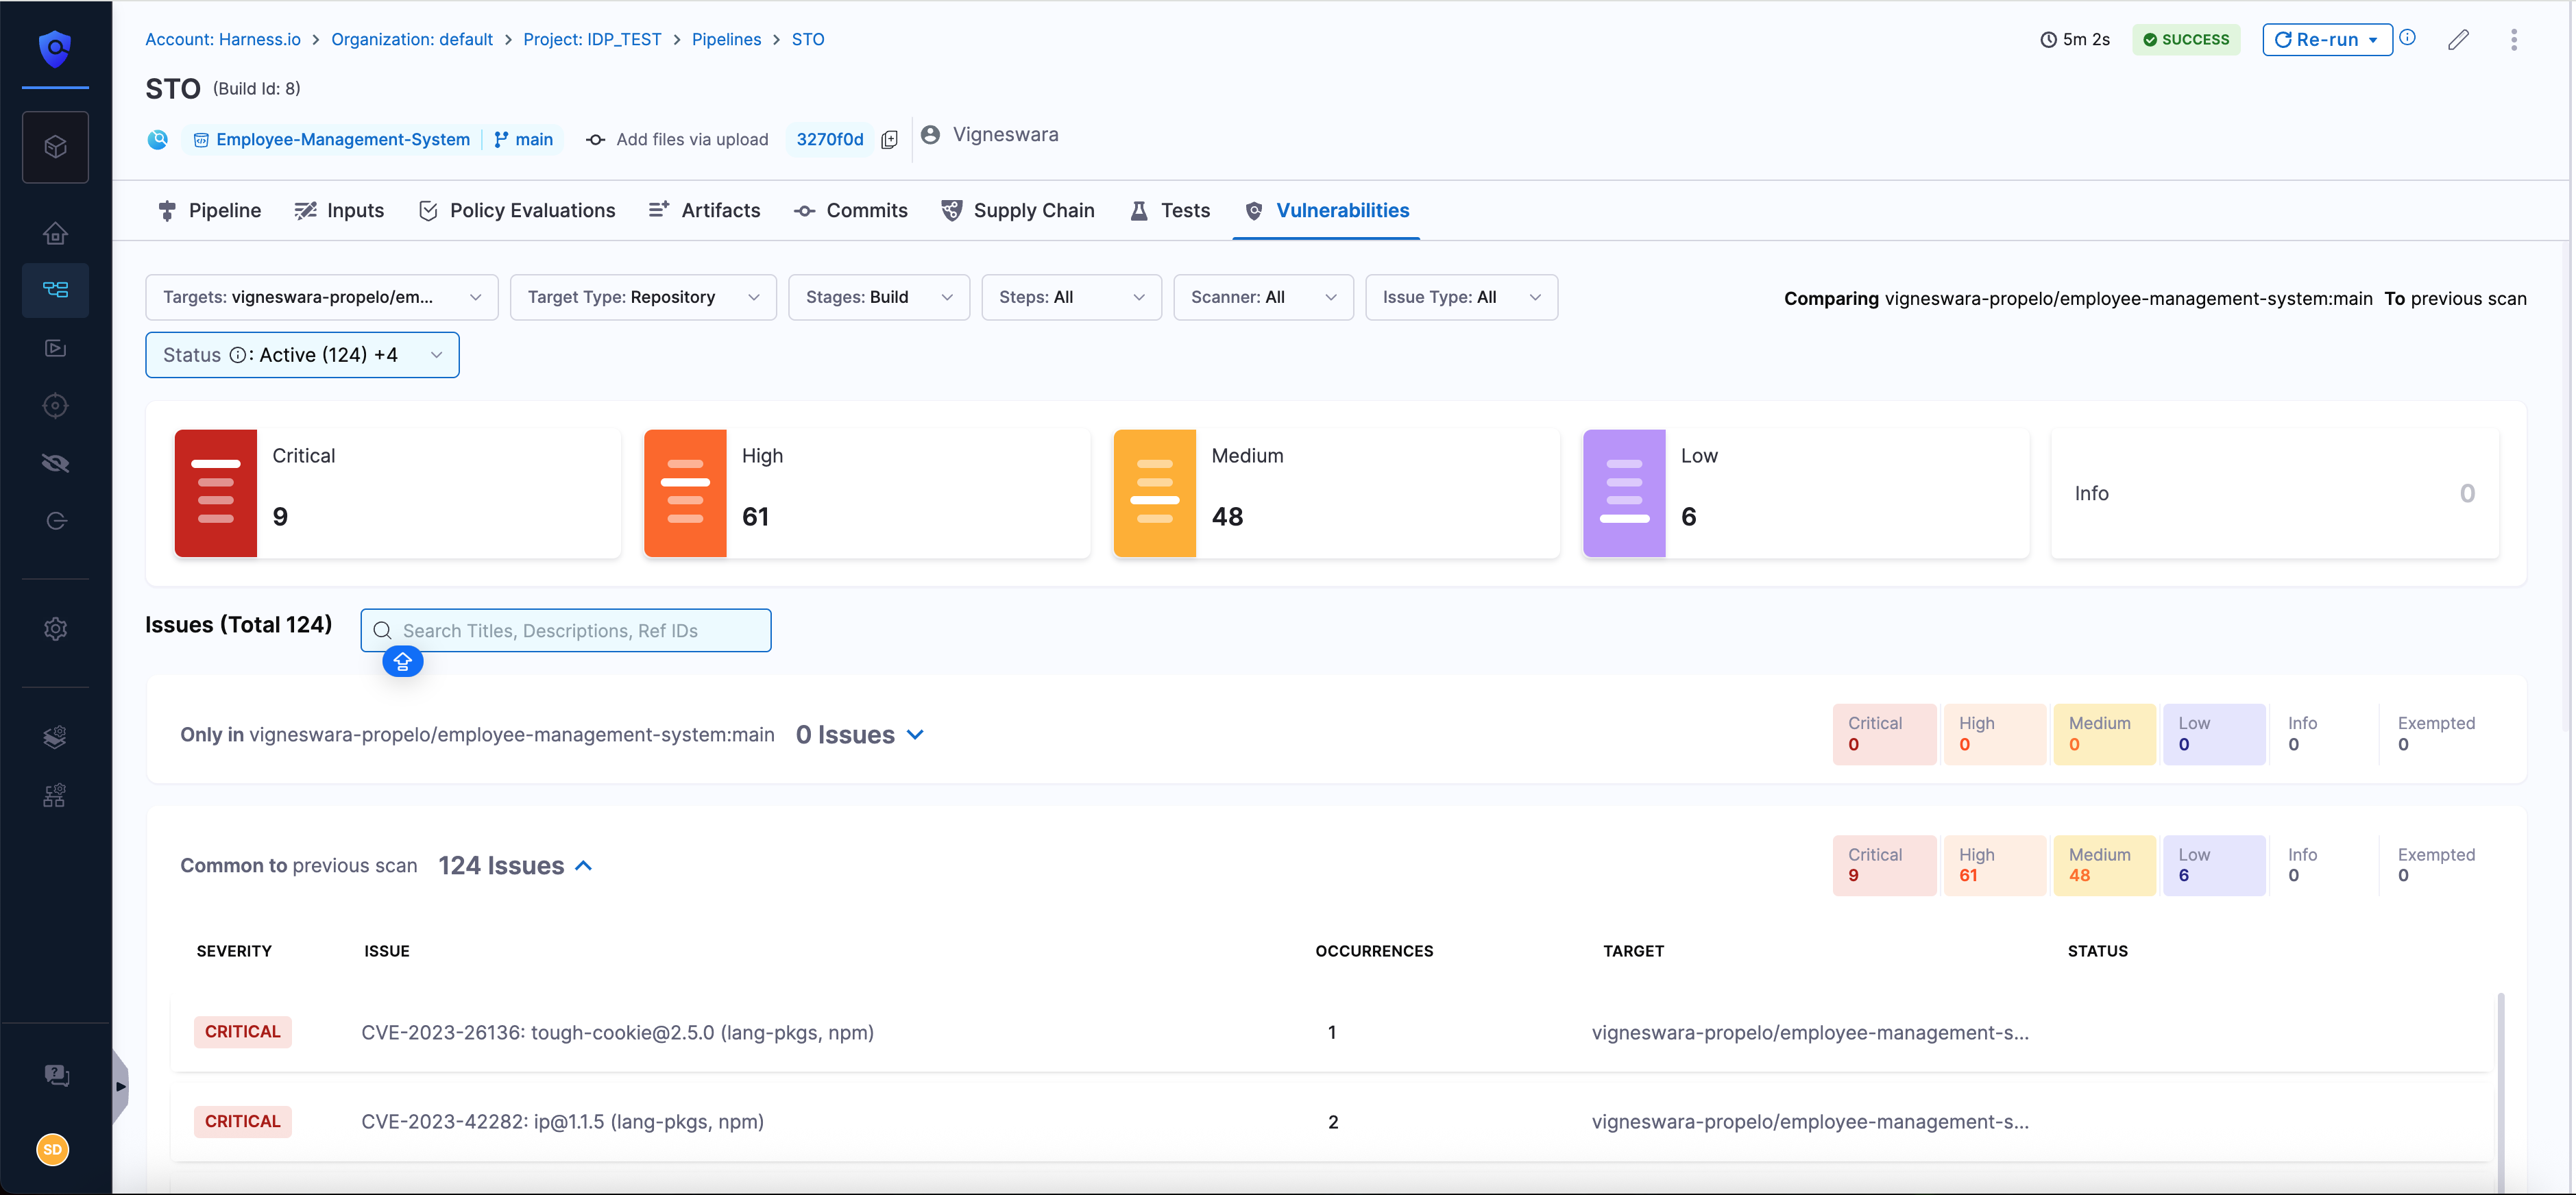 Account: Harness.io > Organization: default > Project: IDP_TEST > Pipelines > STO
5m 2s
SUCCESS
Re-run
STO (Build Id: 8)
Employee-Management-System main Add files via upload 3270f0d Vigneswara
Pipeline Inputs Policy Evaluations Artifacts Commits Supply Chain Tests Vulnerabilities
Targets: vigneswara-propelo/em... Target Type: Repository Stages: Build Steps: All Scanner: All Issue Type: All
Comparing vigneswara-propelo/employee-management-system:main To previous scan
Status : Active (124) +4
Critical
9
High
61
Medium
48
Low
6
Info 0
Issues (Total 124)
Search Titles, Descriptions, Ref IDs
Only in vigneswara-propelo/employee-management-system:main 0 Issues
Critical High Medium Low Info Exempted
0 0 0 0 0 0
Common to previous scan 124 Issues
Critical High Medium Low Info Exempted
9 61 48 6 0 0
SEVERITY ISSUE OCCURRENCES TARGET STATUS
CRITICAL CVE-2023-26136: tough-cookie@2.5.0 (lang-pkgs, npm) 1 vigneswara-propelo/employee-management-s...
CRITICAL CVE-2023-42282: ip@1.1.5 (lang-pkgs, npm) 2 vigneswara-propelo/employee-management-s...
SD